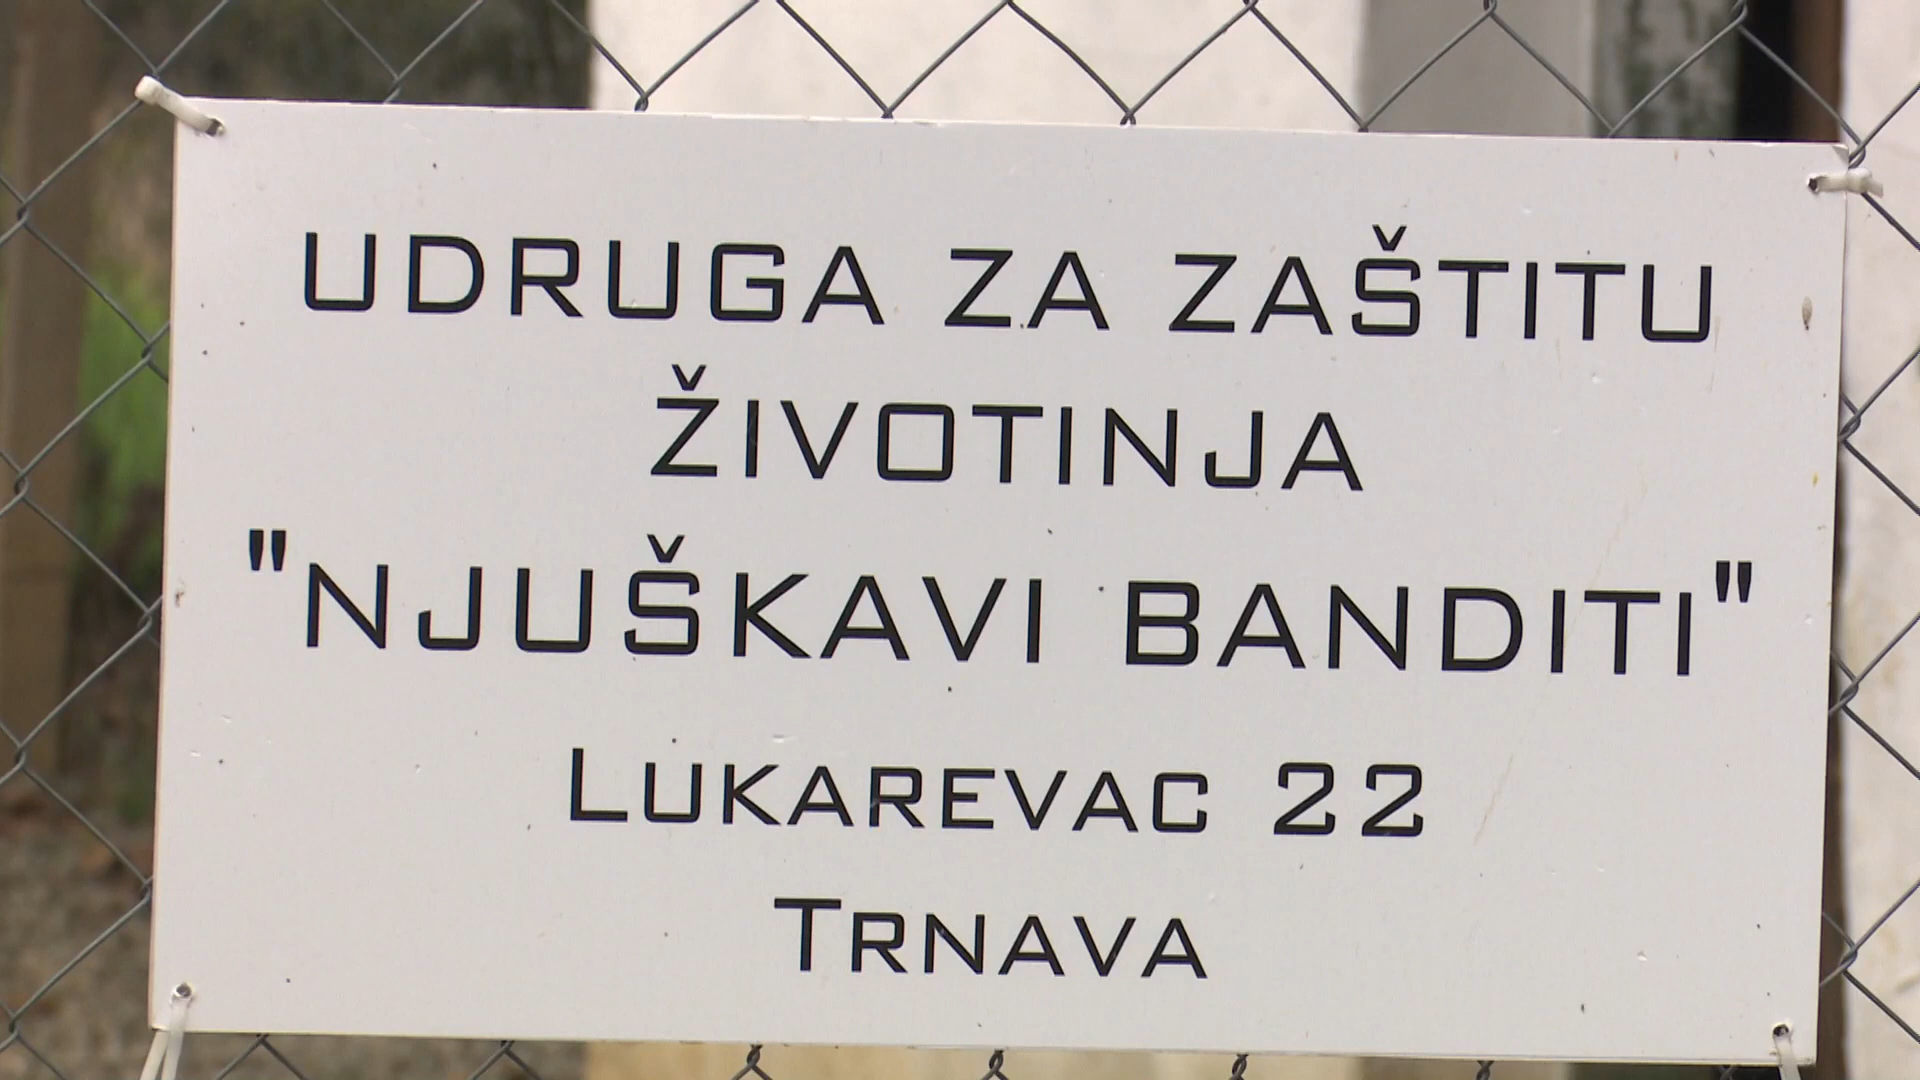 UDRUGA ZA ZAŠTITU
ŽIVOTINJA
"NJUŠKAVI BANDITI"
LUKAREVAC 22
TRNAVA